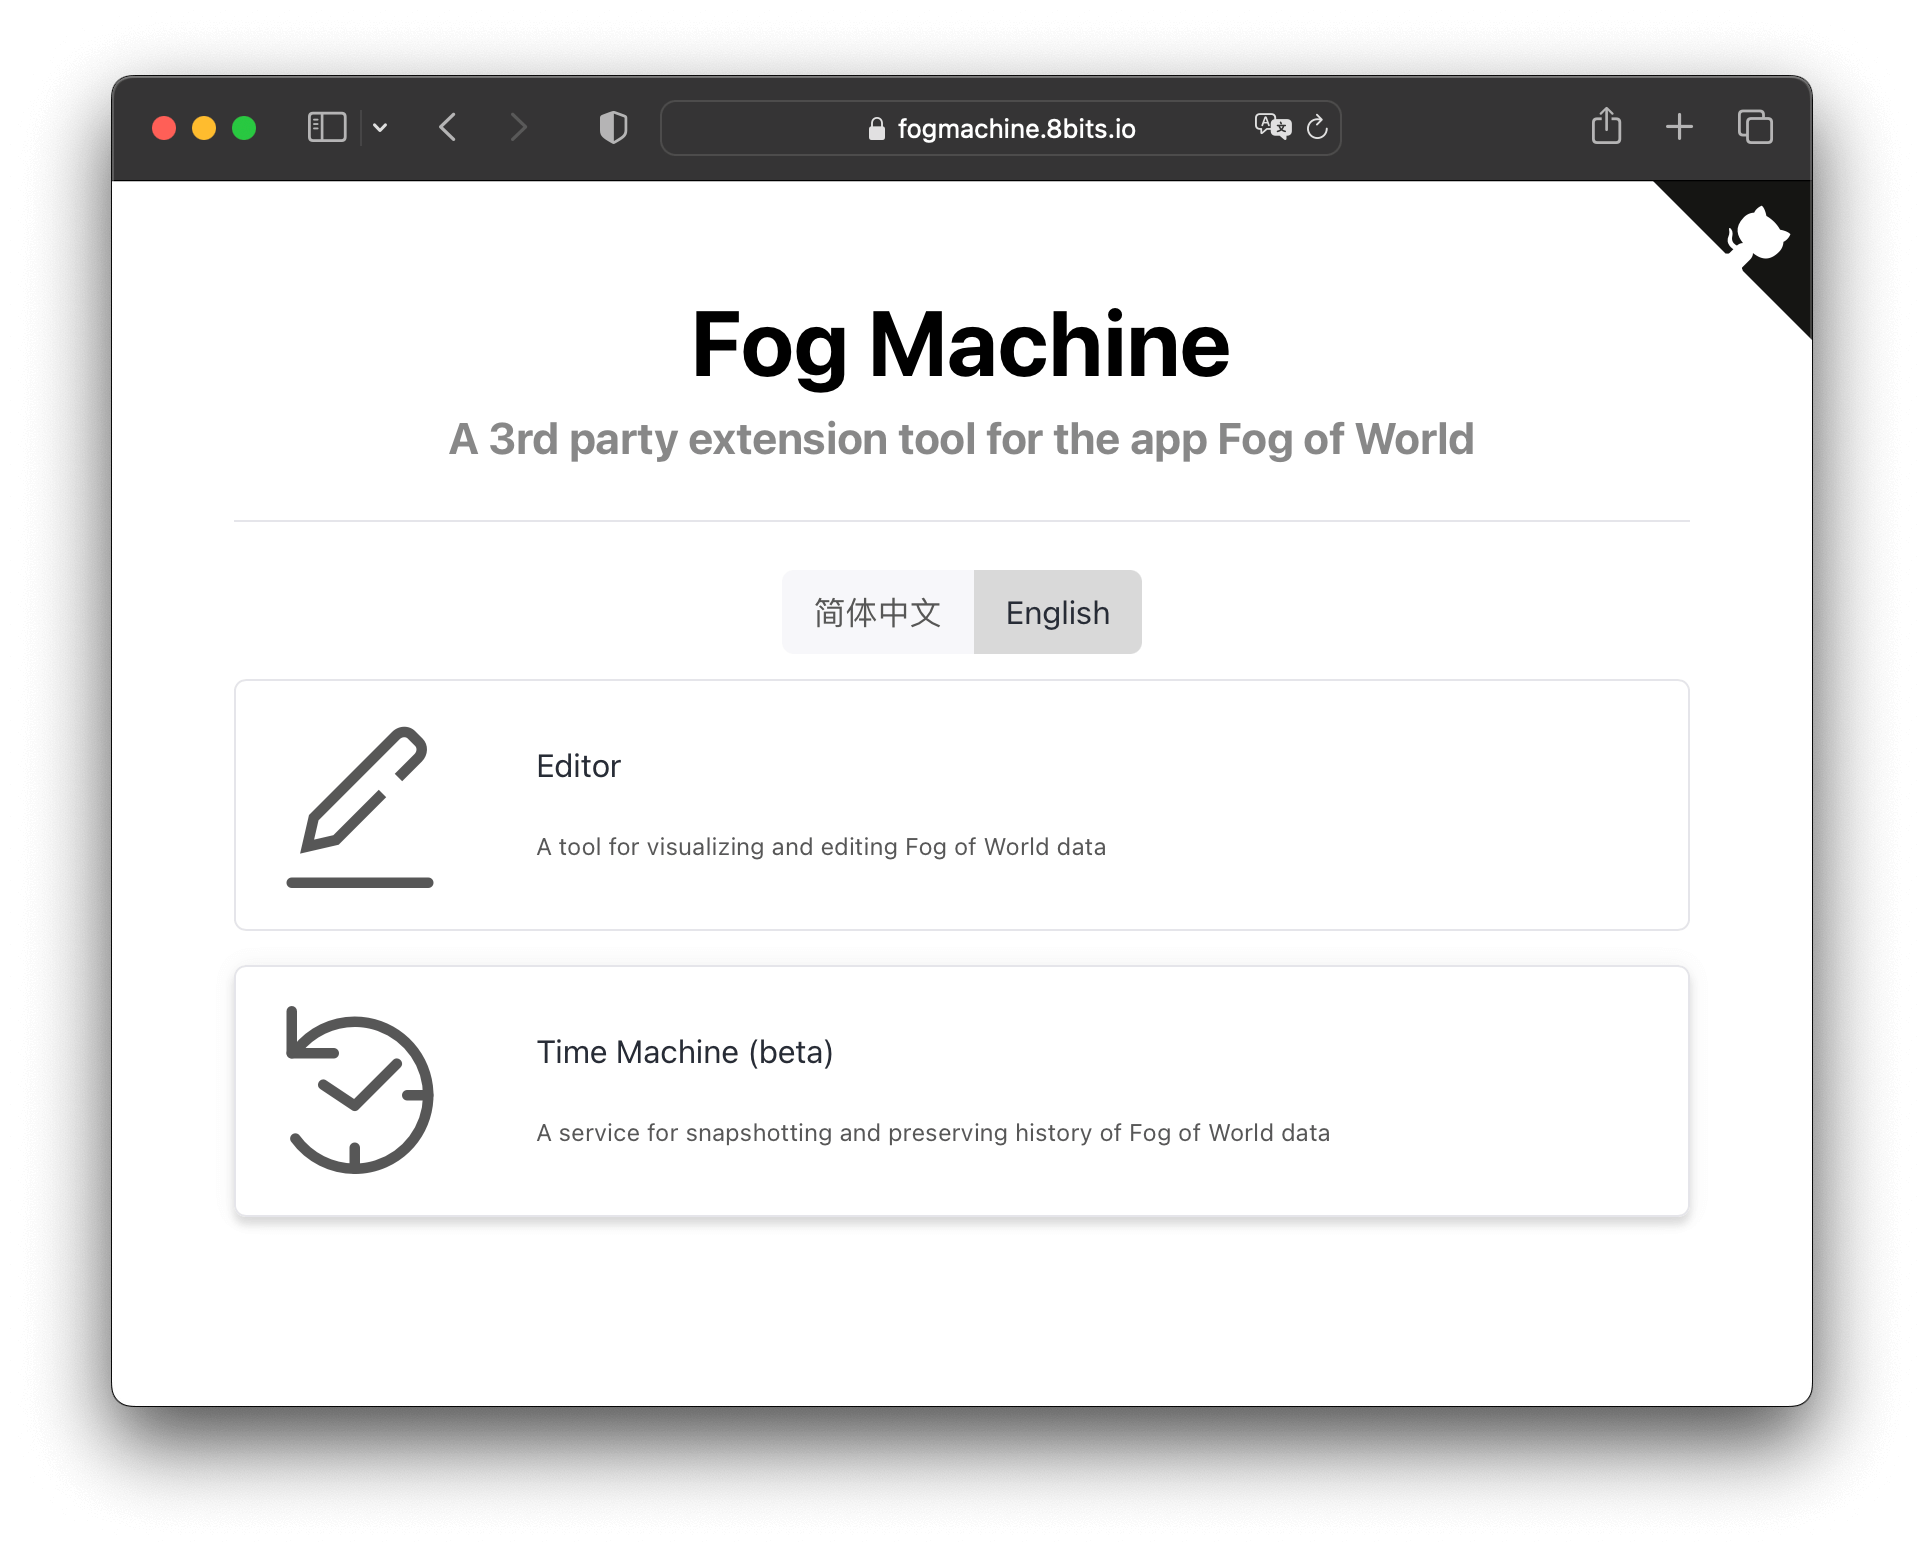 fogmachine.8bits.io
Fog Machine
A 3rd party extension tool for the app Fog of World
简体中文 English
Editor
A tool for visualizing and editing Fog of World data
Time Machine (beta)
A service for snapshotting and preserving history of Fog of World data